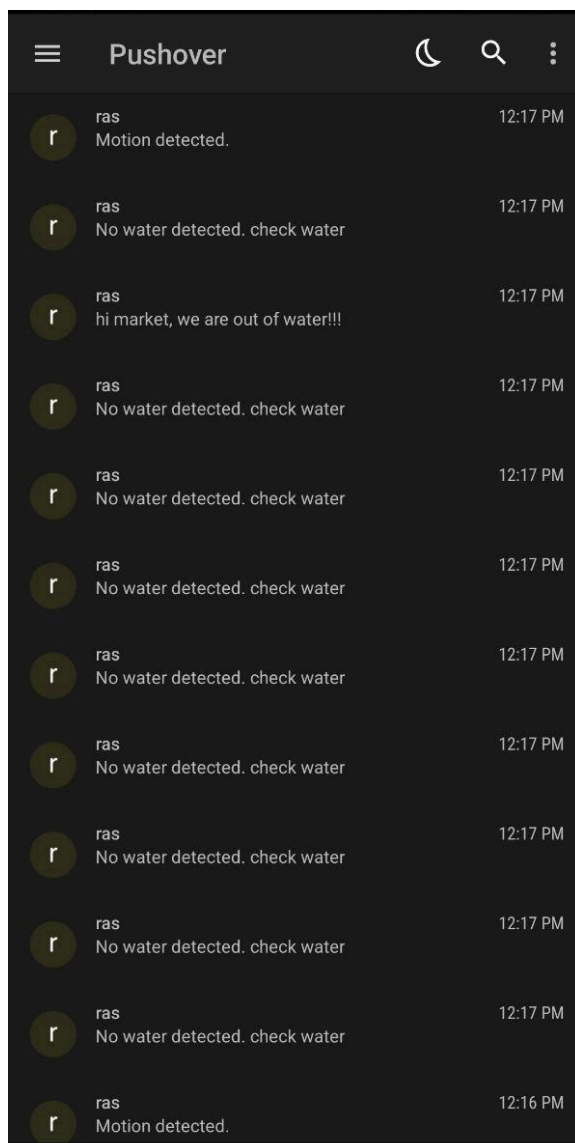 Pushover
ras 12:17 PM
r
Motion detected.
ras 12:17 PM
r
No water detected. check water
ras 12:17 PM
r
hi market, we are out of water!!!
ras 12:17 PM
r
No water detected. check water
ras 12:17 PM
r
No water detected. check water
ras 12:17 PM
r
No water detected. check water
ras 12:17 PM
r
No water detected. check water
ras 12:17 PM
r
No water detected. check water
ras 12:17 PM
r
No water detected. check water
ras 12:17 PM
r
No water detected. check water
ras 12:17 PM
r
No water detected. check water
ras 12:16 PM
r
Motion detected.